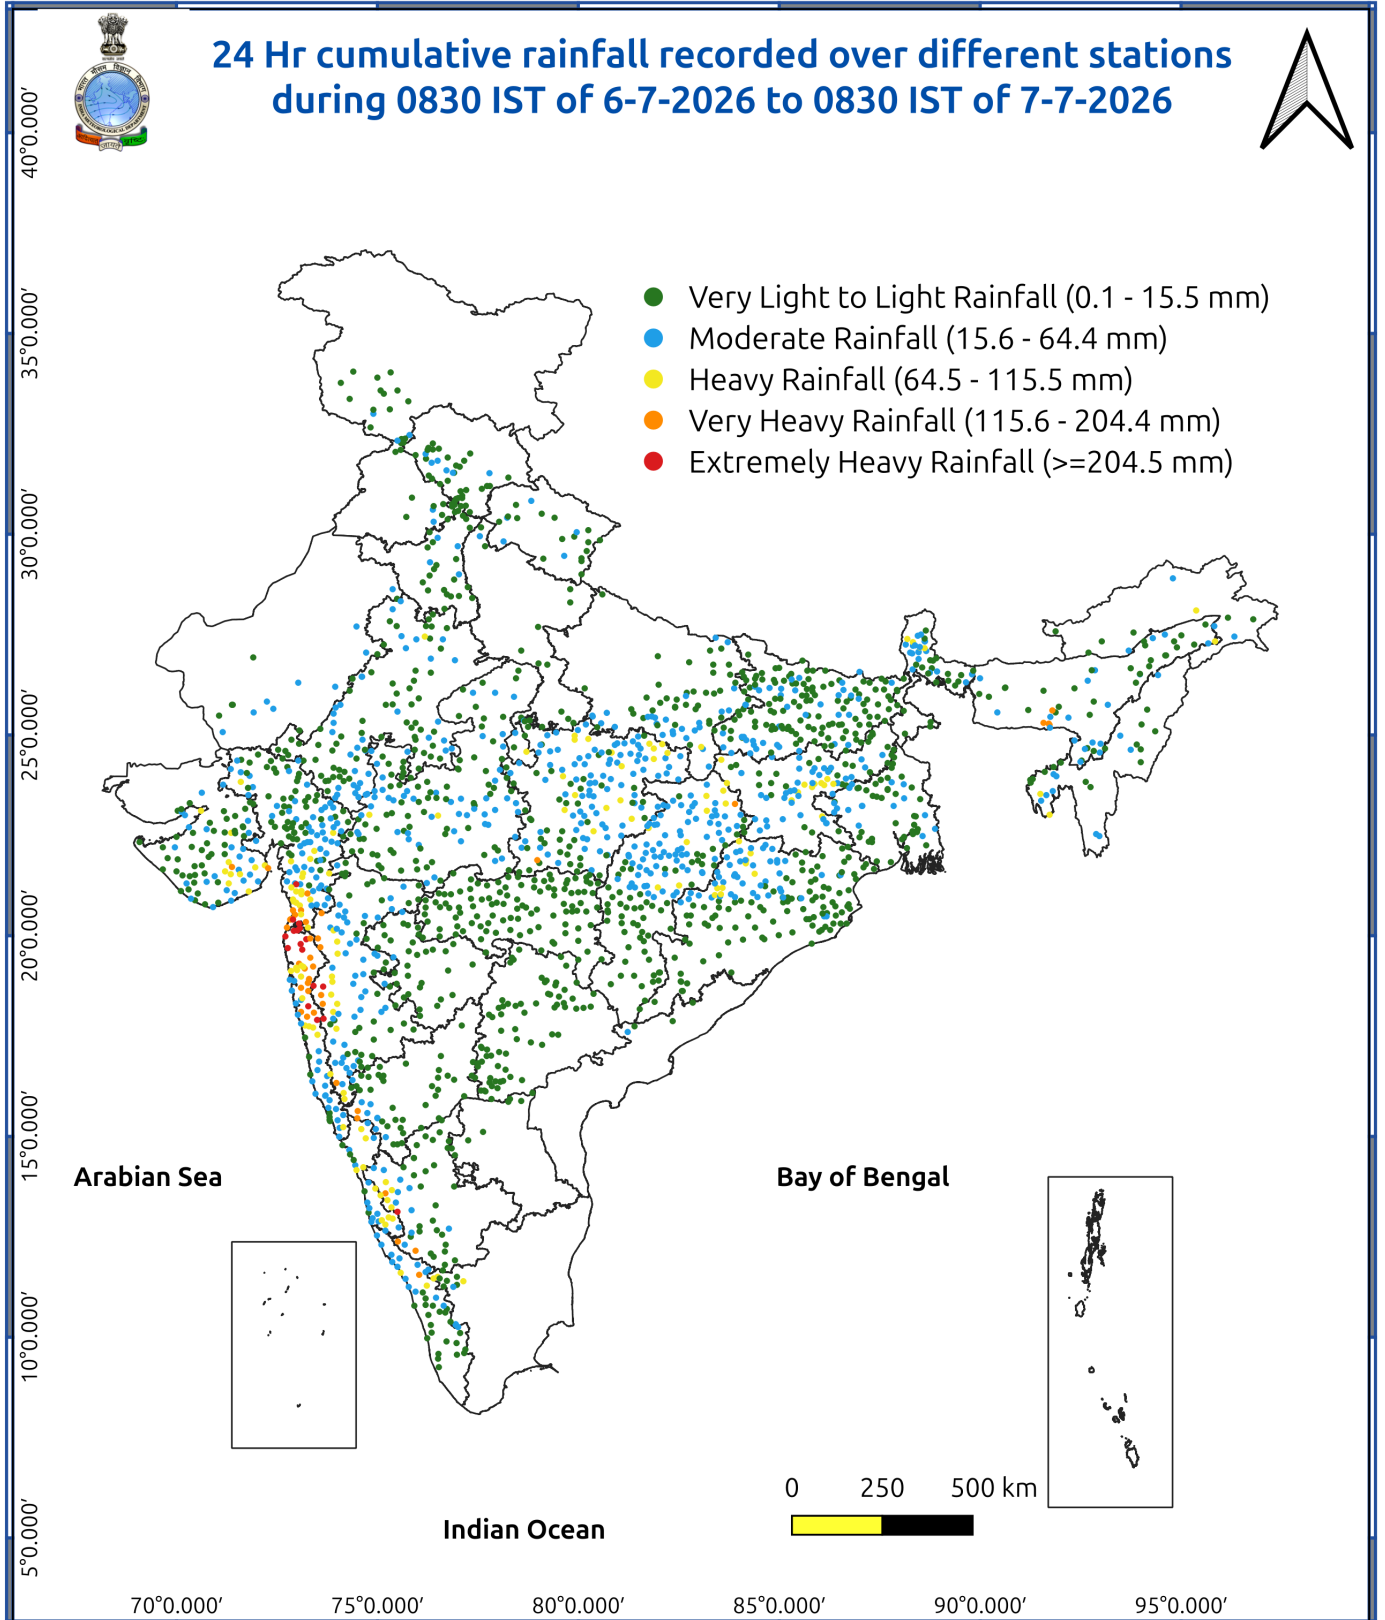 24 Hr cumulative rainfall recorded over different stations
during 0830 IST of 6-7-2026 to 0830 IST of 7-7-2026
Very Light to Light Rainfall (0.1 - 15.5 mm)
Moderate Rainfall (15.6 - 64.4 mm)
Heavy Rainfall (64.5 - 115.5 mm)
Very Heavy Rainfall (115.6 - 204.4 mm)
Extremely Heavy Rainfall (>=204.5 mm)
40°0.000′
35°0.000′
30°0.000′
25°0.000′
20°0.000′
15°0.000′
10°0.000′
5°0.000′
Arabian Sea
Bay of Bengal
Indian Ocean
0 250 500 km
70°0.000′ 75°0.000′ 80°0.000′ 85°0.000′ 90°0.000′ 95°0.000′